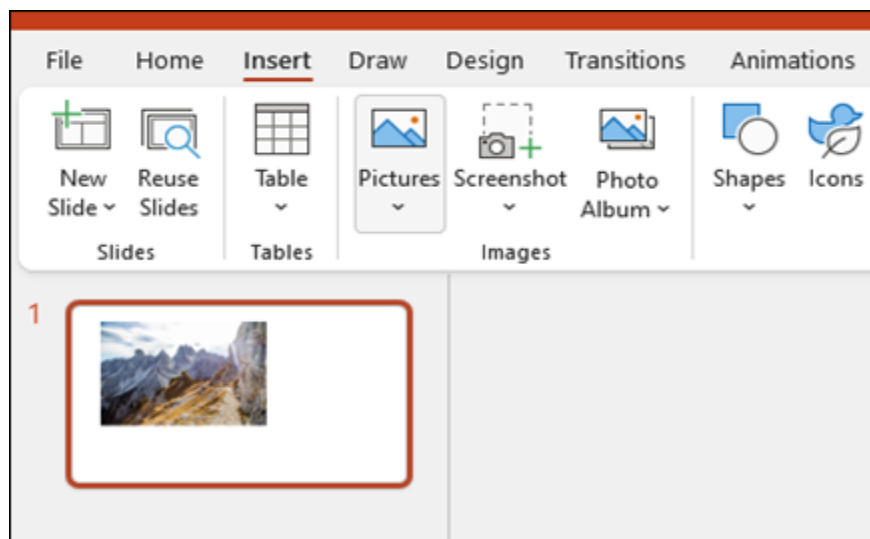 File Home Insert Draw Design Transitions Animations
New Slide
Reuse Slides
Table
Pictures
Screenshot
Photo Album
Shapes
Icons
Slides Tables Images
1